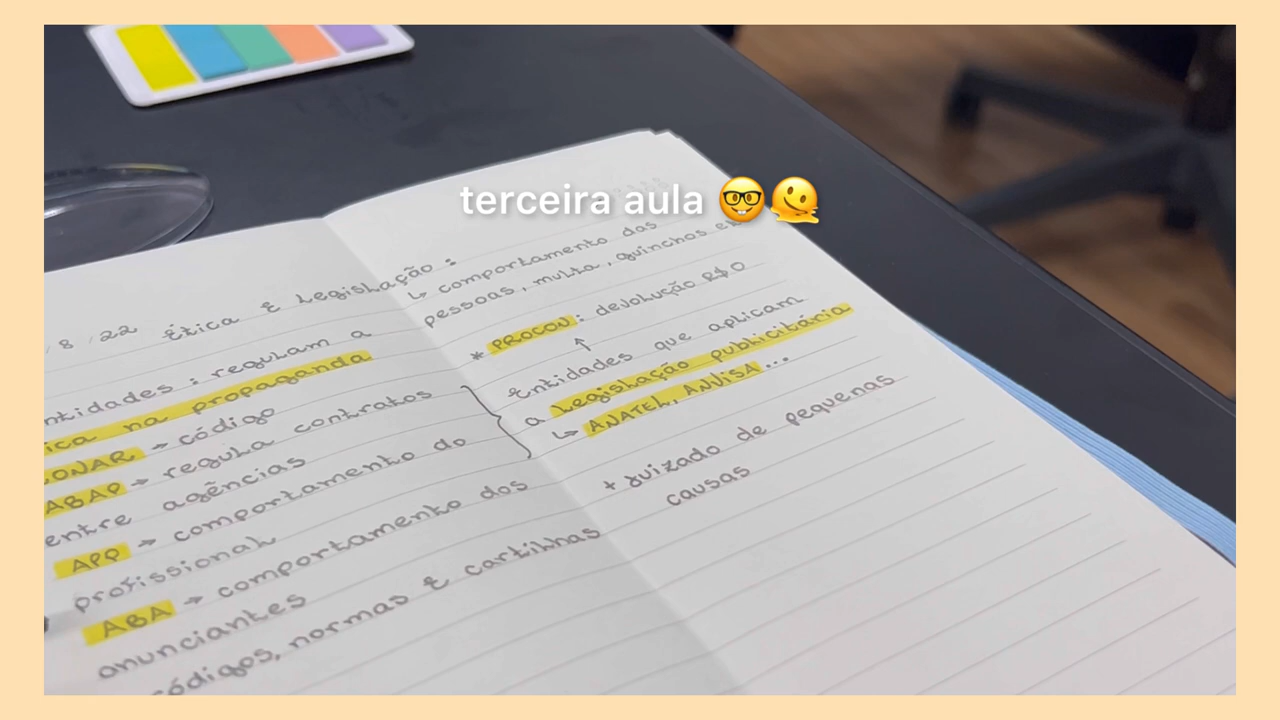 terceira aula 🤓🫠
/8/22 Ética e Legislação:
ntidades: regulam a
ica na propaganda
CONAR → código
ABAP → regula contratos
entre agências
APP → comportamento do
profissional
ABA → comportamento dos
anunciantes
códigos, normas e cartilhas
↳ comportamento das
pessoas, multa, guinchos
* PROCON: devolução R$0
↑
Entidades que aplicam
a Legislação publicitária
↳ ANATEL, ANVISA...
+ Juizado de pequenas
causas